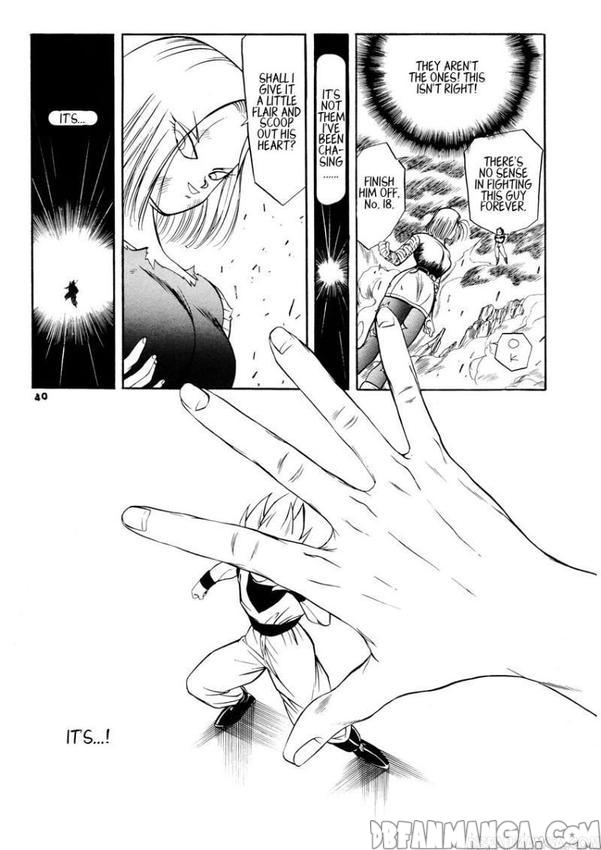 THEY AREN'T
THE ONES! THIS
ISN'T RIGHT!
THERE'S
NO SENSE
IN FIGHTING
THIS GUY
FOREVER.
FINISH
HIM OFF,
No. 18.
OK
IT'S
NOT
THEM
I'VE
BEEN
CHA-
SING
......
SHALL I
GIVE IT
A LITTLE
FLAIR AND
SCOOP
OUT HIS
HEART?
IT'S...
40
IT'S...!
DBFANMANGA.COM